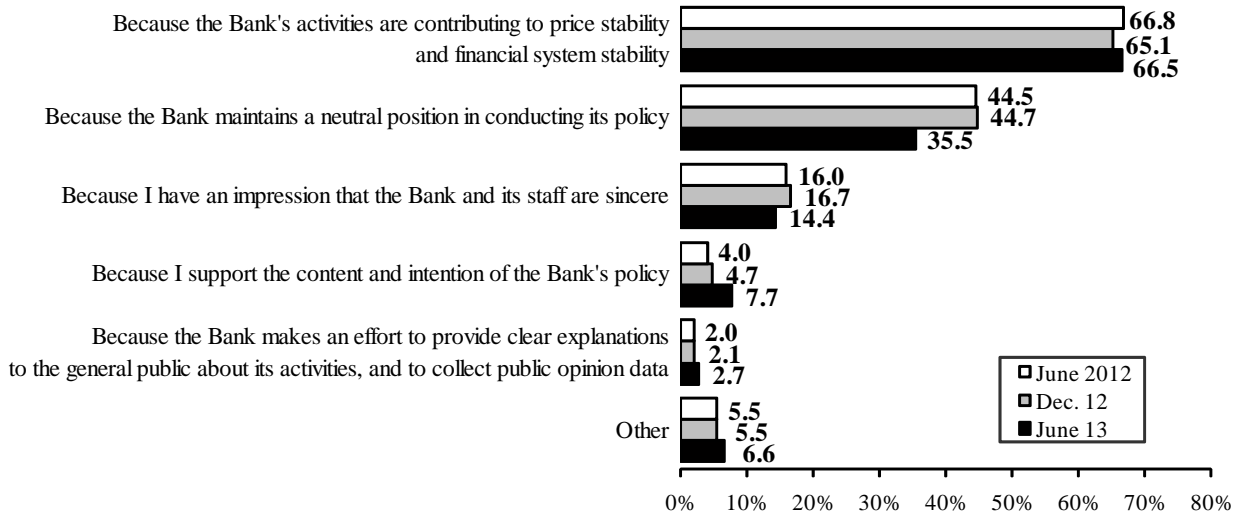 Because the Bank's activities are contributing to price stability
and financial system stability
66.8
65.1
66.5
Because the Bank maintains a neutral position in conducting its policy
44.5
44.7
35.5
Because I have an impression that the Bank and its staff are sincere
16.0
16.7
14.4
Because I support the content and intention of the Bank's policy
4.0
4.7
7.7
Because the Bank makes an effort to provide clear explanations
to the general public about its activities, and to collect public opinion data
2.0
2.1
2.7
Other
5.5
5.5
6.6
June 2012
Dec. 12
June 13
0% 10% 20% 30% 40% 50% 60% 70% 80%